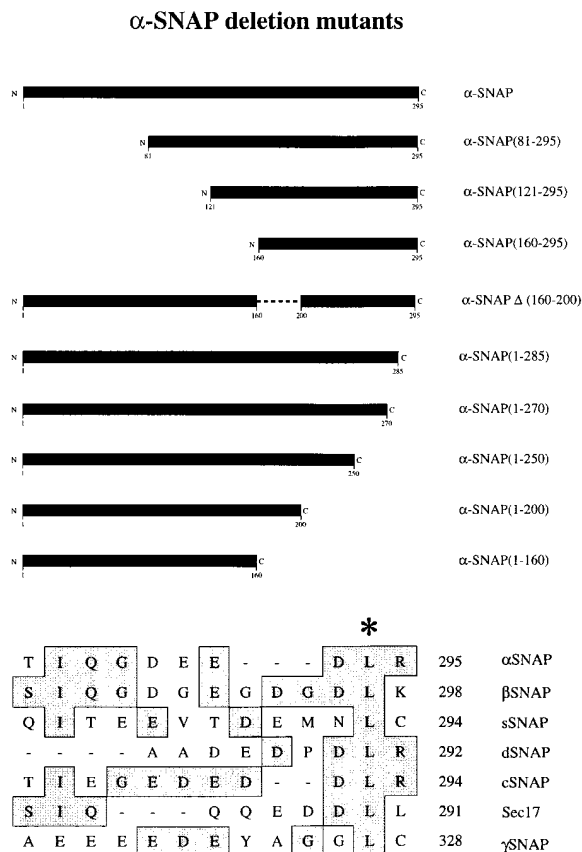 α-SNAP deletion mutants
N C α-SNAP
1 295
N C α-SNAP(81-295)
81 295
N C α-SNAP(121-295)
121 295
N C α-SNAP(160-295)
160 295
N C α-SNAP Δ (160-200)
1 160 200 295
N C α-SNAP(1-285)
1 285
N C α-SNAP(1-270)
1 270
N C α-SNAP(1-250)
1 250
N C α-SNAP(1-200)
1 200
N C α-SNAP(1-160)
1 160
*
T I Q G D E E - - - D L R 295 αSNAP
S I Q G D G E G D G D L K 298 βSNAP
Q I T E E V T D E M N L C 294 sSNAP
- - - - A A D E D P D L R 292 dSNAP
T I E G E D E D - - D L R 294 cSNAP
S I Q - - - Q Q E D D L L 291 Sec17
A E E E E D E Y A G G L C 328 γSNAP